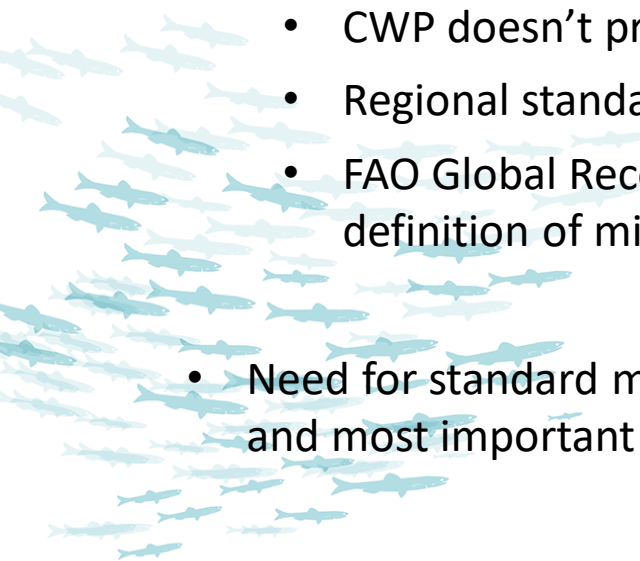 • CWP doesn’t pr
• Regional standa
• FAO Global Rec
definition of mi
• Need for standard m
and most important